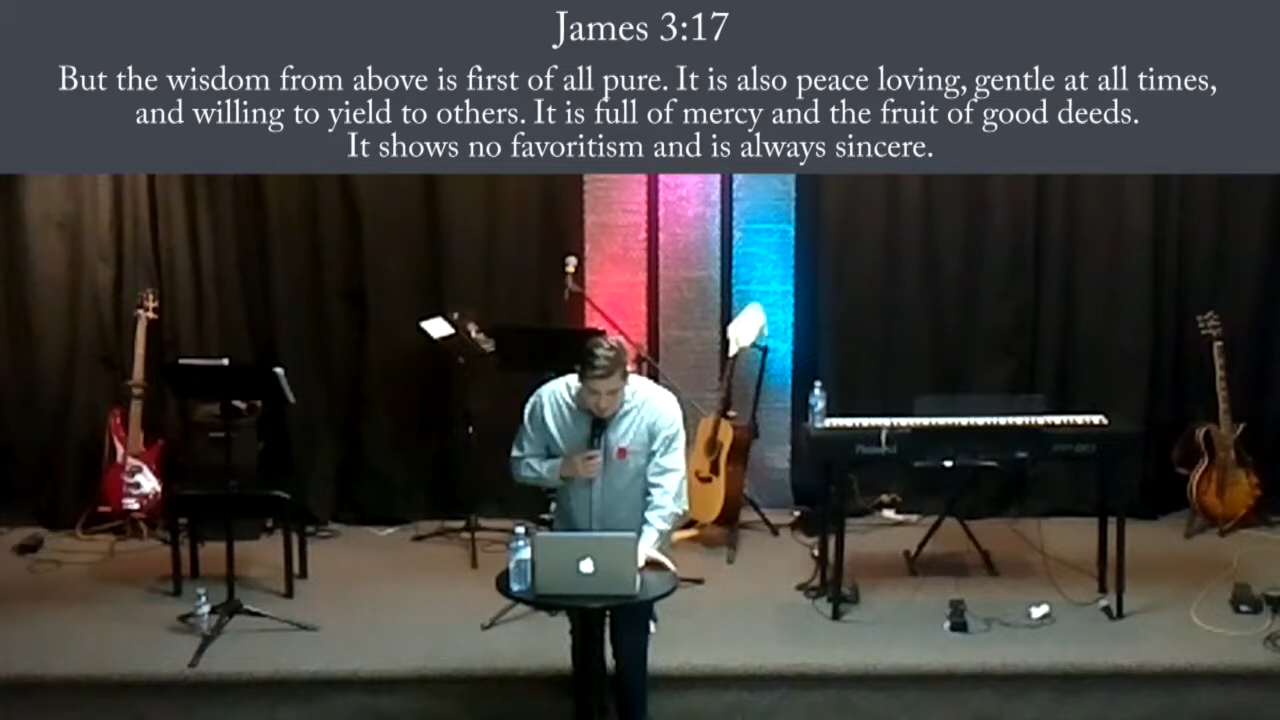 James 3:17
But the wisdom from above is first of all pure. It is also peace loving, gentle at all times,
and willing to yield to others. It is full of mercy and the fruit of good deeds.
It shows no favoritism and is always sincere.
Roland